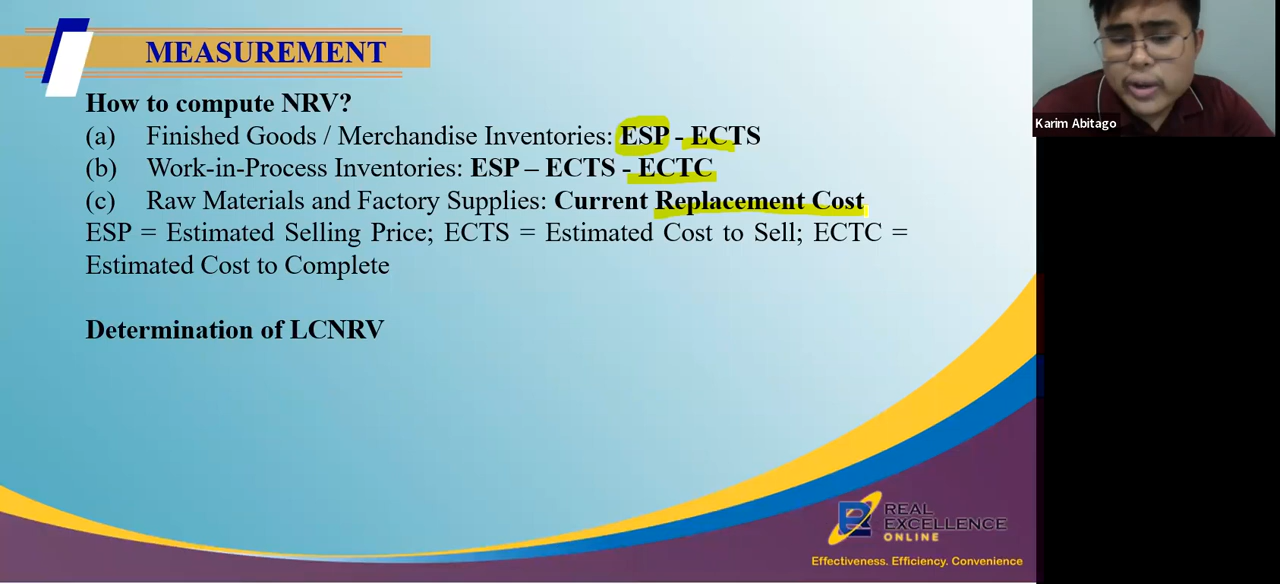 MEASUREMENT
How to compute NRV?
(a) Finished Goods / Merchandise Inventories: ESP - ECTS
(b) Work-in-Process Inventories: ESP – ECTS - ECTC
(c) Raw Materials and Factory Supplies: Current Replacement Cost
ESP = Estimated Selling Price; ECTS = Estimated Cost to Sell; ECTC =
Estimated Cost to Complete
Determination of LCNRV
Karim Abitago
REAL
EXCELLENCE
ONLINE
Effectiveness. Efficiency. Convenience